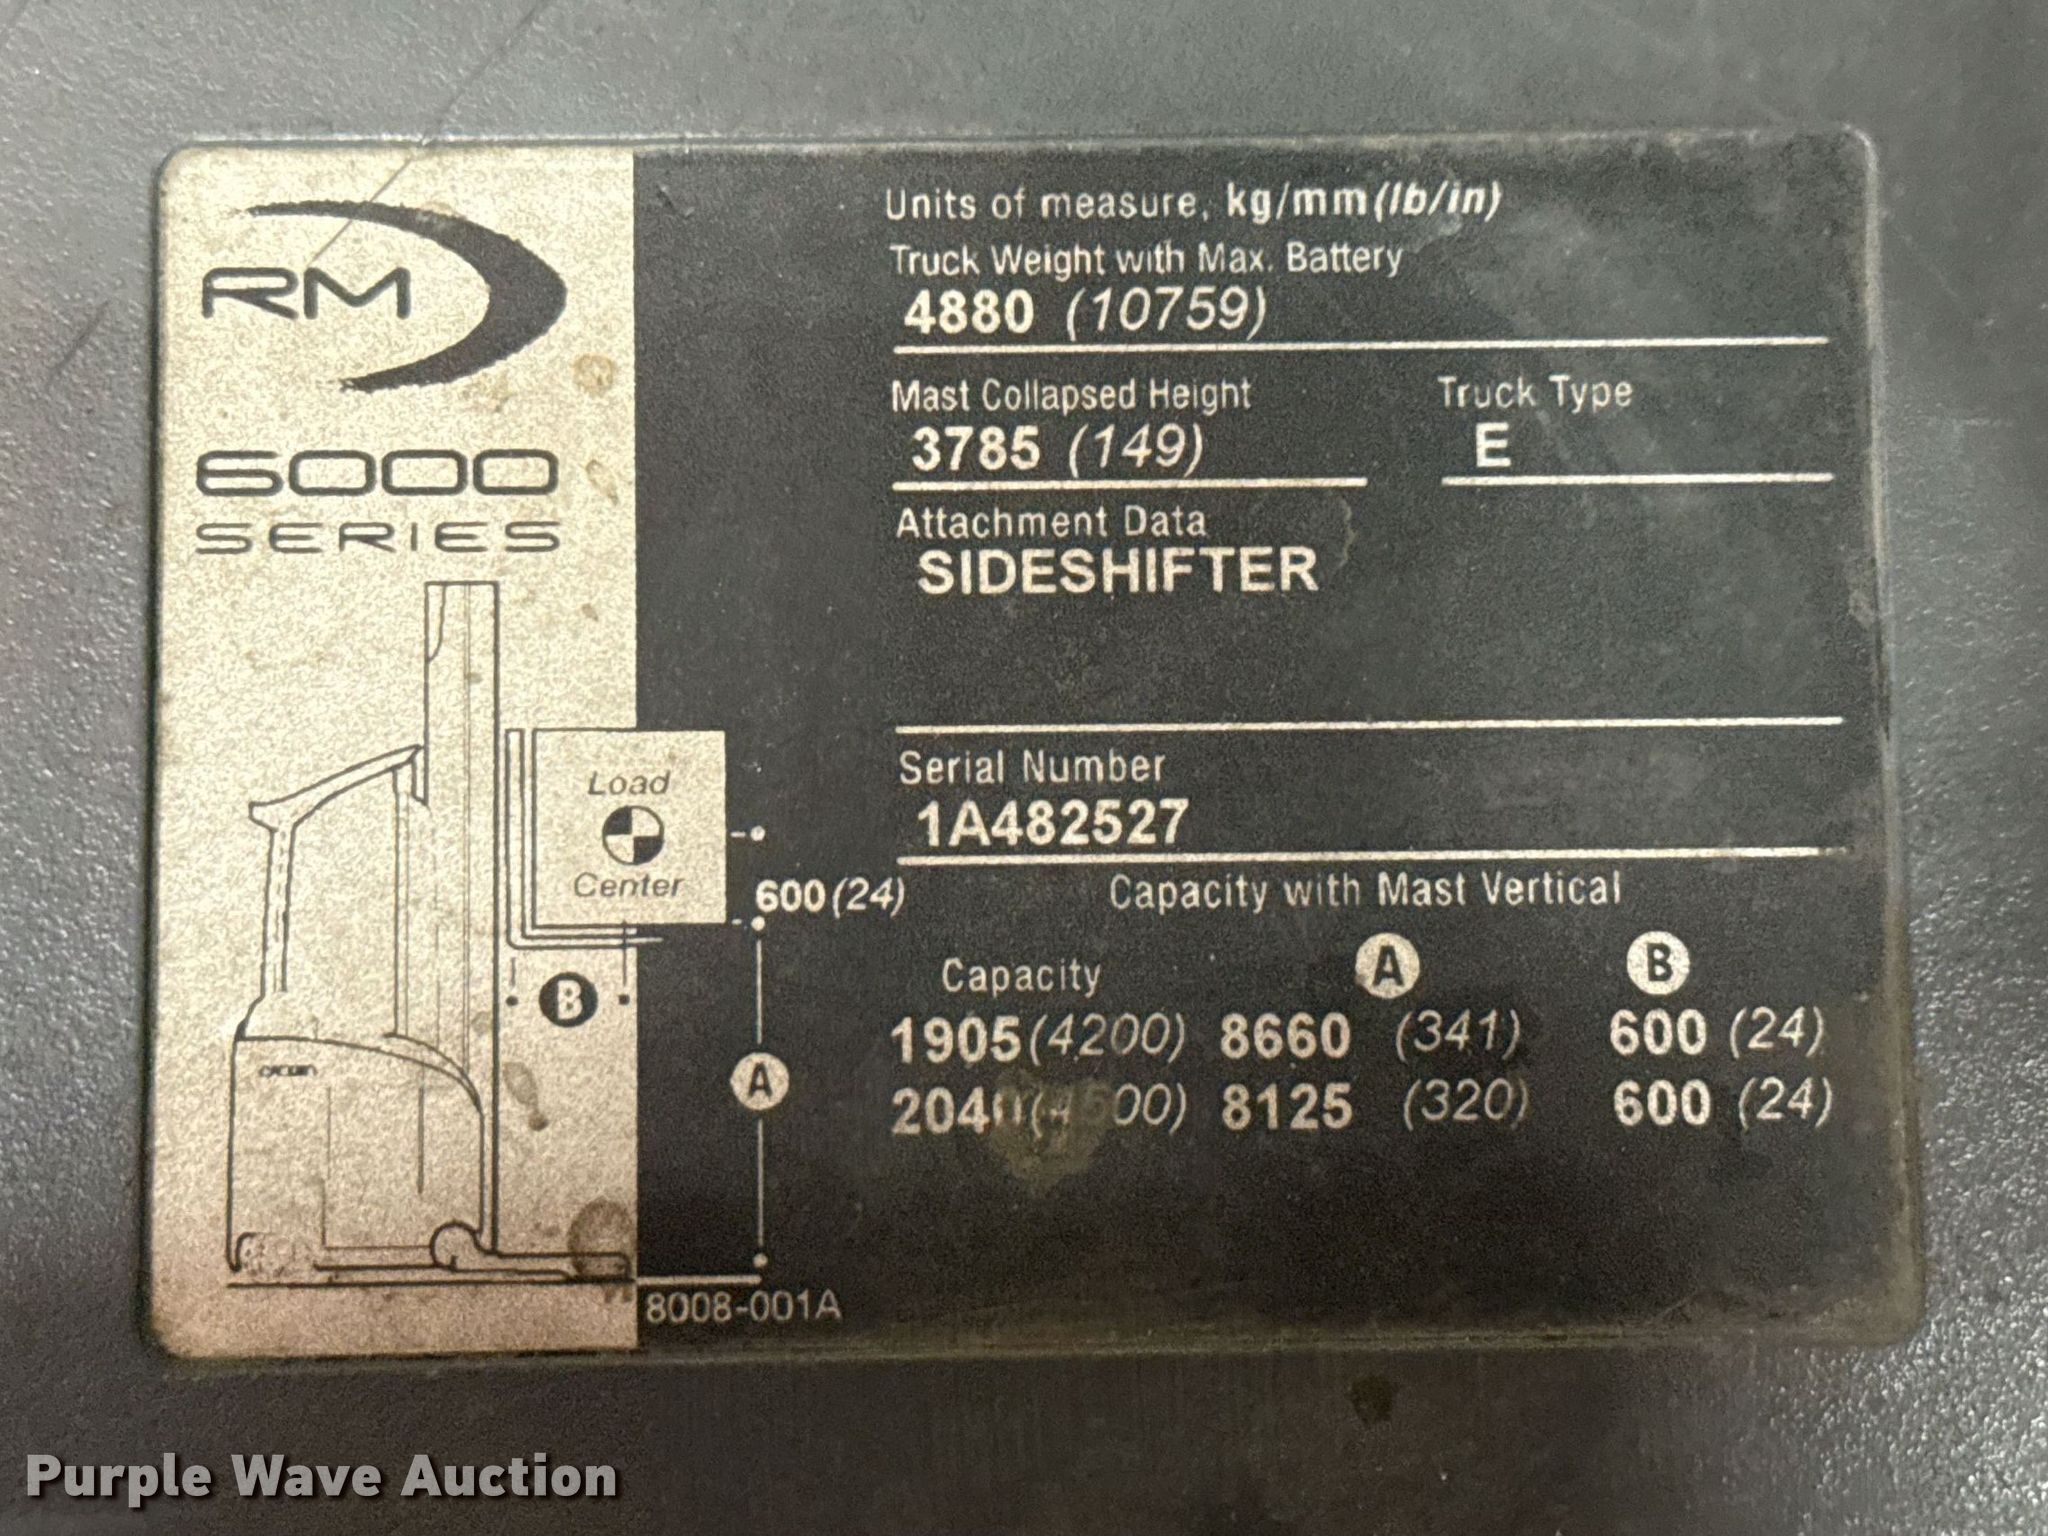 RM
6000
SERIES
Load
Center
600 (24)
B
A
8008-001A
Units of measure, kg/mm (lb/in)
Truck Weight with Max. Battery
4880 (10759)
Mast Collapsed Height Truck Type
3785 (149) E
Attachment Data
SIDESHIFTER
Serial Number
1A482527
Capacity with Mast Vertical
Capacity A B
1905 (4200) 8660 (341) 600 (24)
2040 (4500) 8125 (320) 600 (24)
Purple Wave Auction